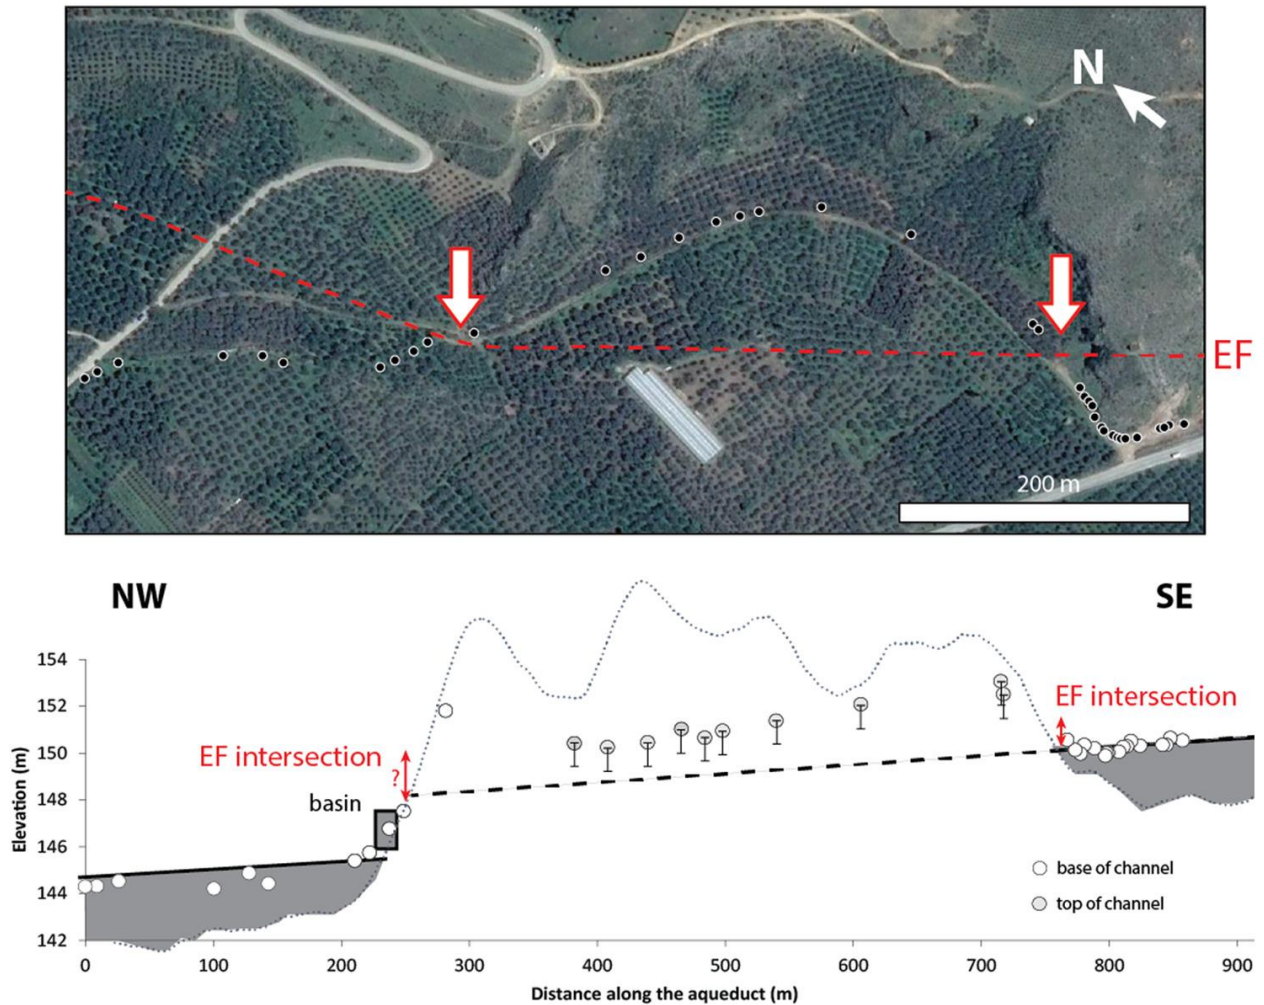 N
EF
200 m
NW
SE
154
152
150
148
146
144
142
Elevation (m)
EF intersection
?
basin
EF intersection
base of channel
top of channel
0 100 200 300 400 500 600 700 800 900
Distance along the aqueduct (m)